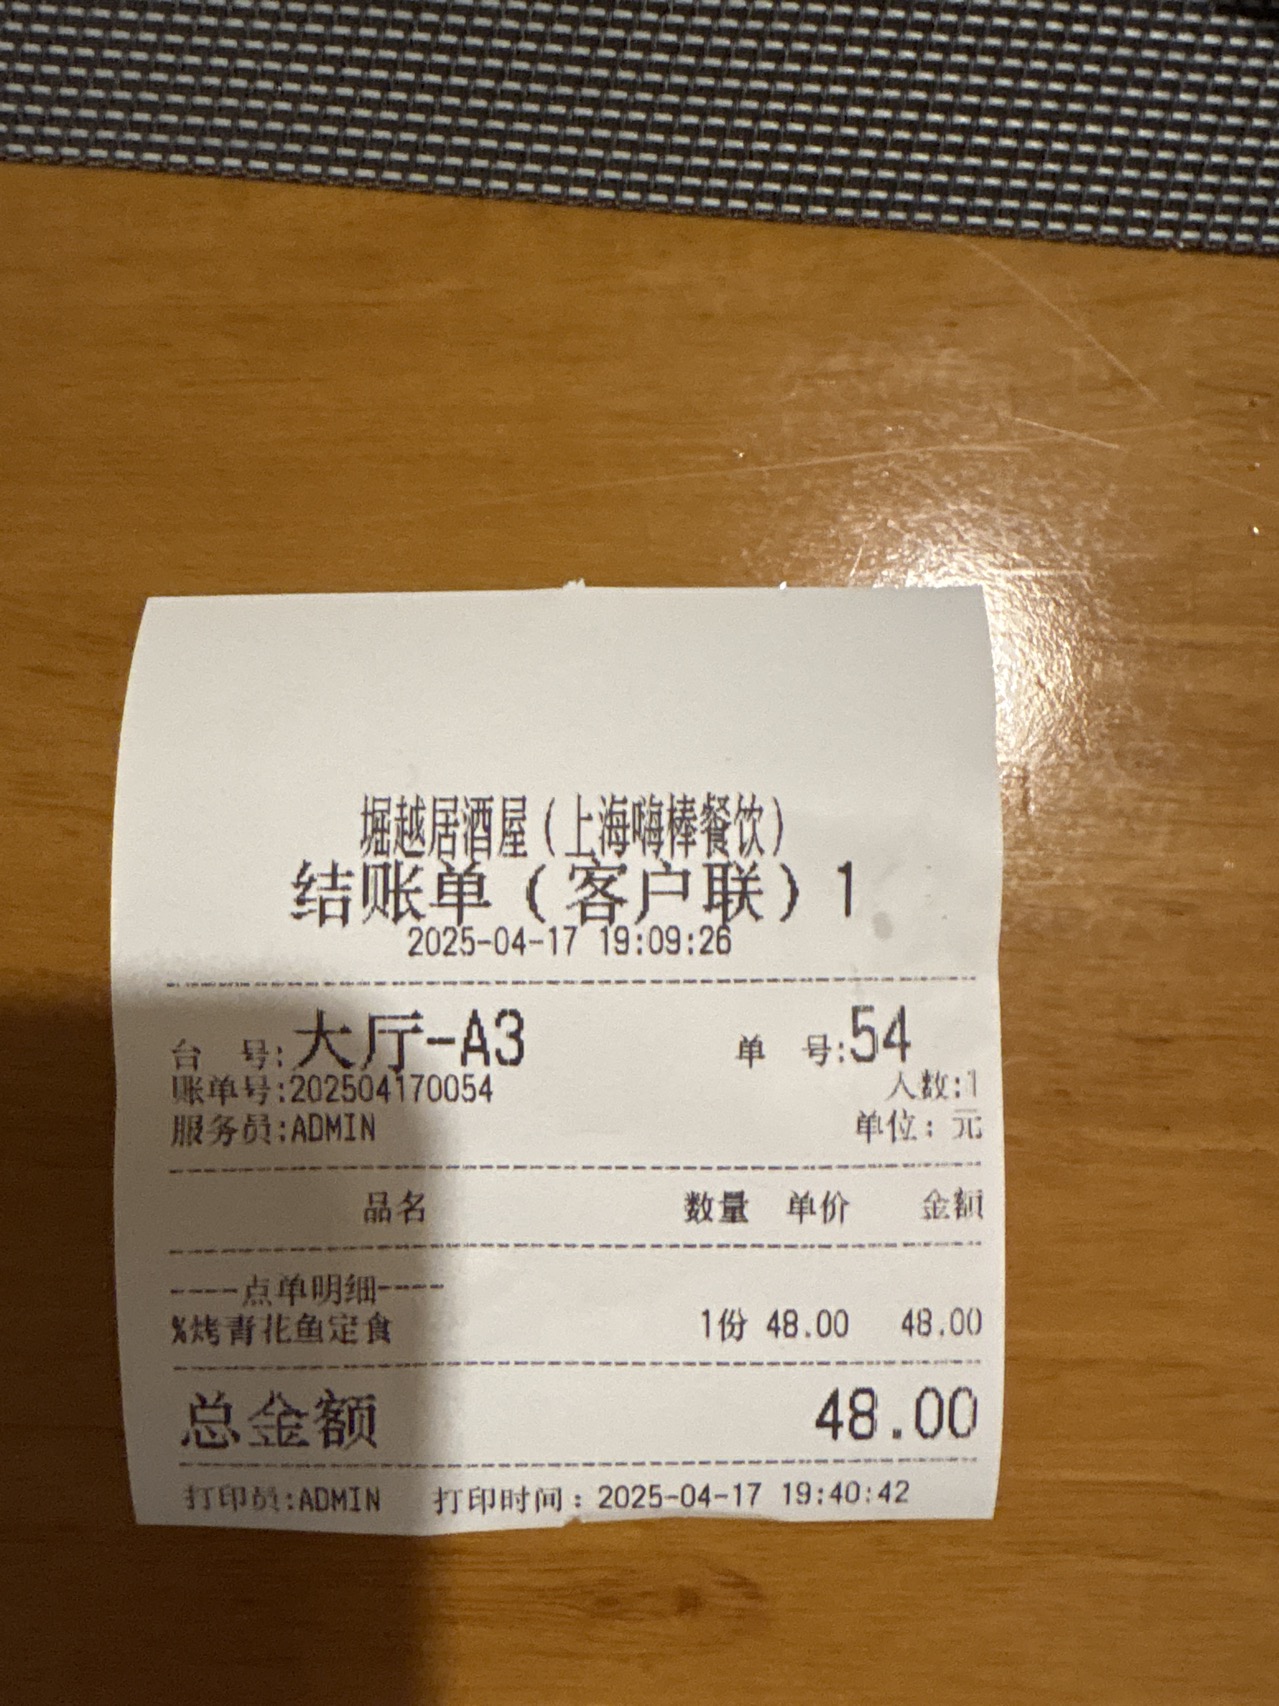 堀越居酒屋（上海嗨棒餐饮）
结账单（客户联）1
2025-04-17 19:09:26
台 号:大厅-A3 单 号:54
账单号:202504170054 人数:1
服务员:ADMIN 单位：元
品名 数量 单价 金额
----点单明细----
%烤青花鱼定食 1份 48.00 48.00
总金额 48.00
打印员:ADMIN 打印时间：2025-04-17 19:40:42